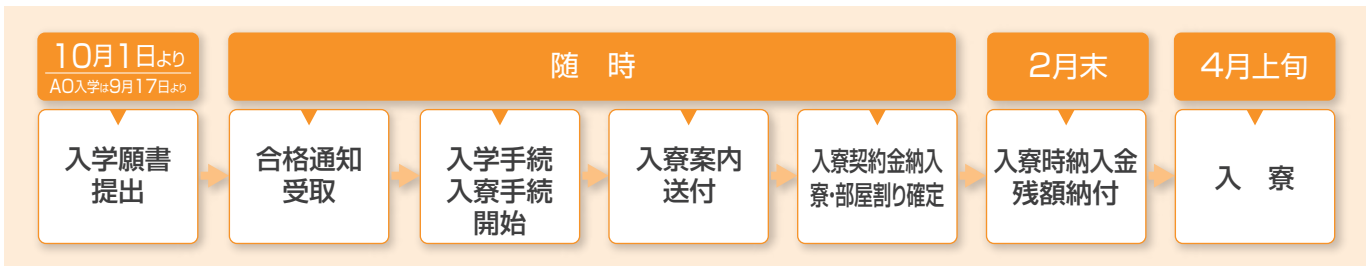 10月1日より
AO入学は9月17日より
随 時
2月末
4月上旬
入学願書
提出
合格通知
受取
入学手続
入寮手続
開始
入寮案内
送付
入寮契約金納入
寮・部屋割り確定
入寮時納入金
残額納付
入 寮